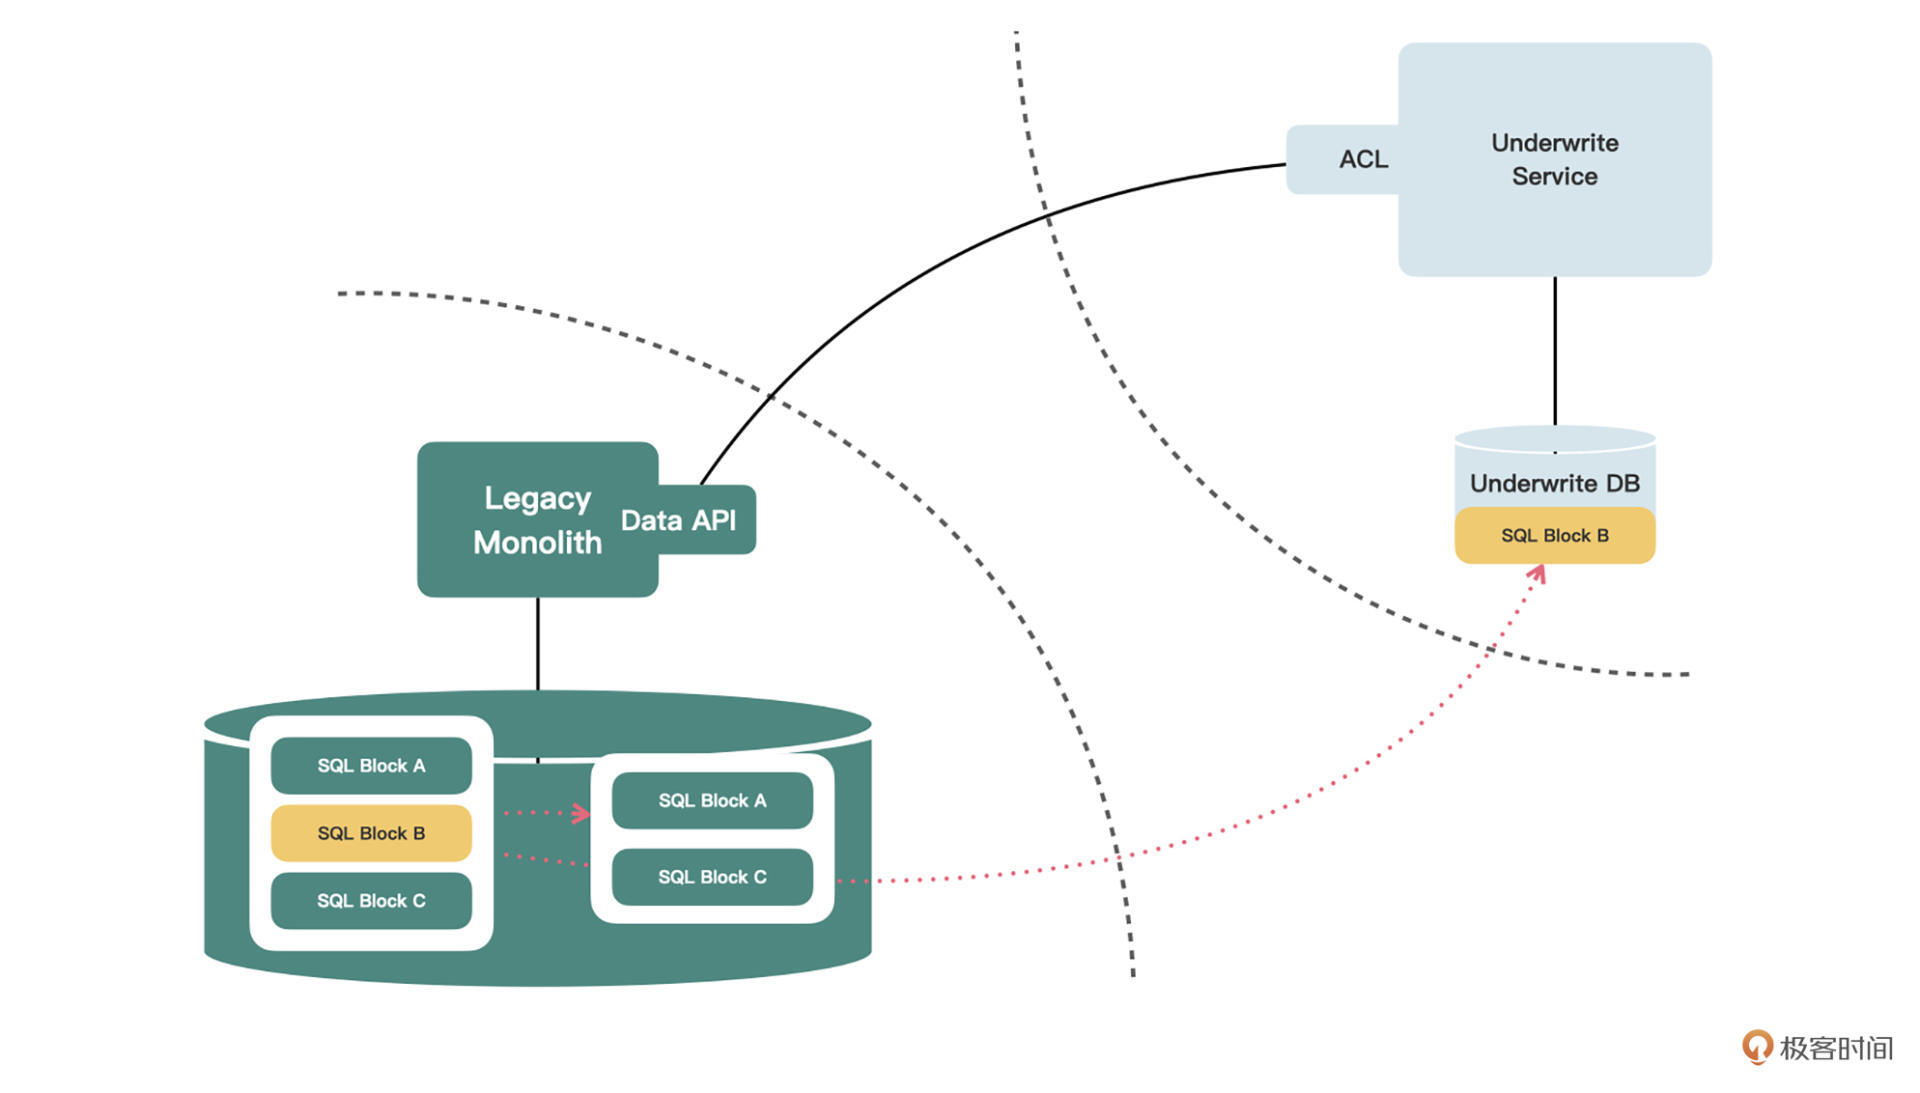 Underwrite
Service
ACL
Underwrite DB
SQL Block B
Legacy
Monolith
Data API
SQL Block A
SQL Block B
SQL Block C
SQL Block A
SQL Block C
极客时间